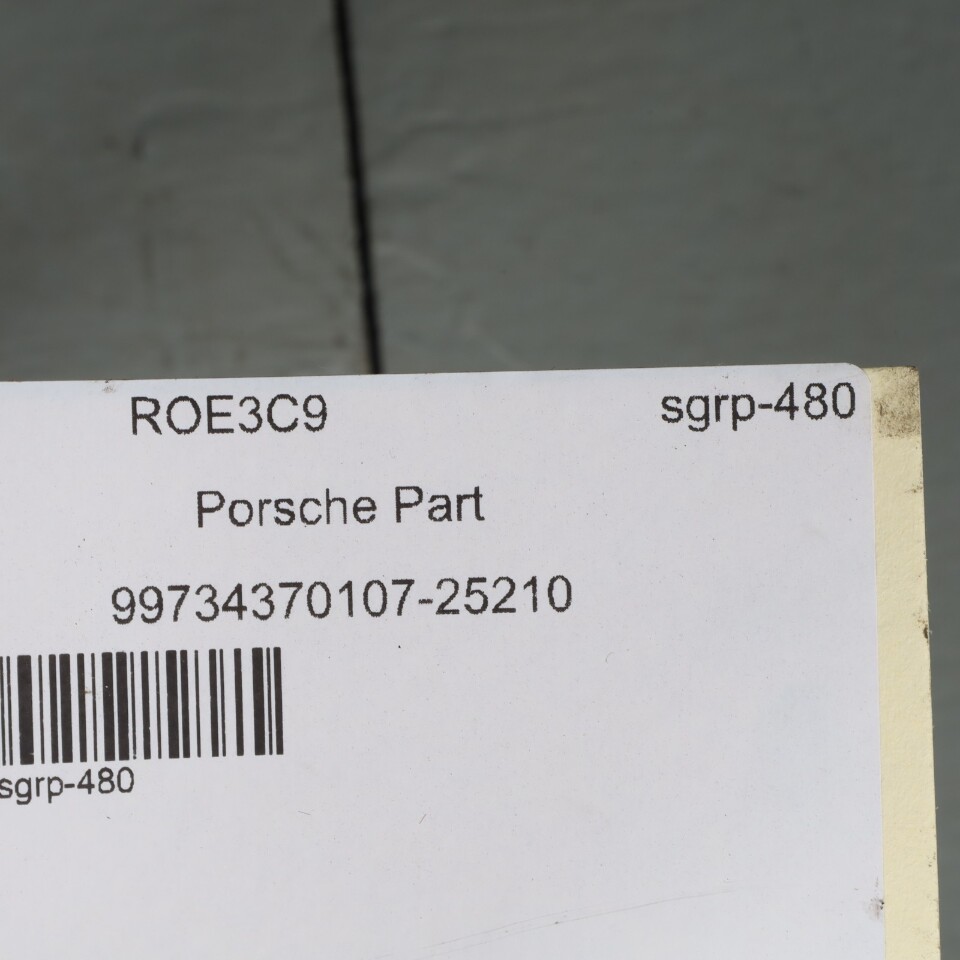 ROE3C9 sgrp-480
Porsche Part
99734370107-25210
sgrp-480